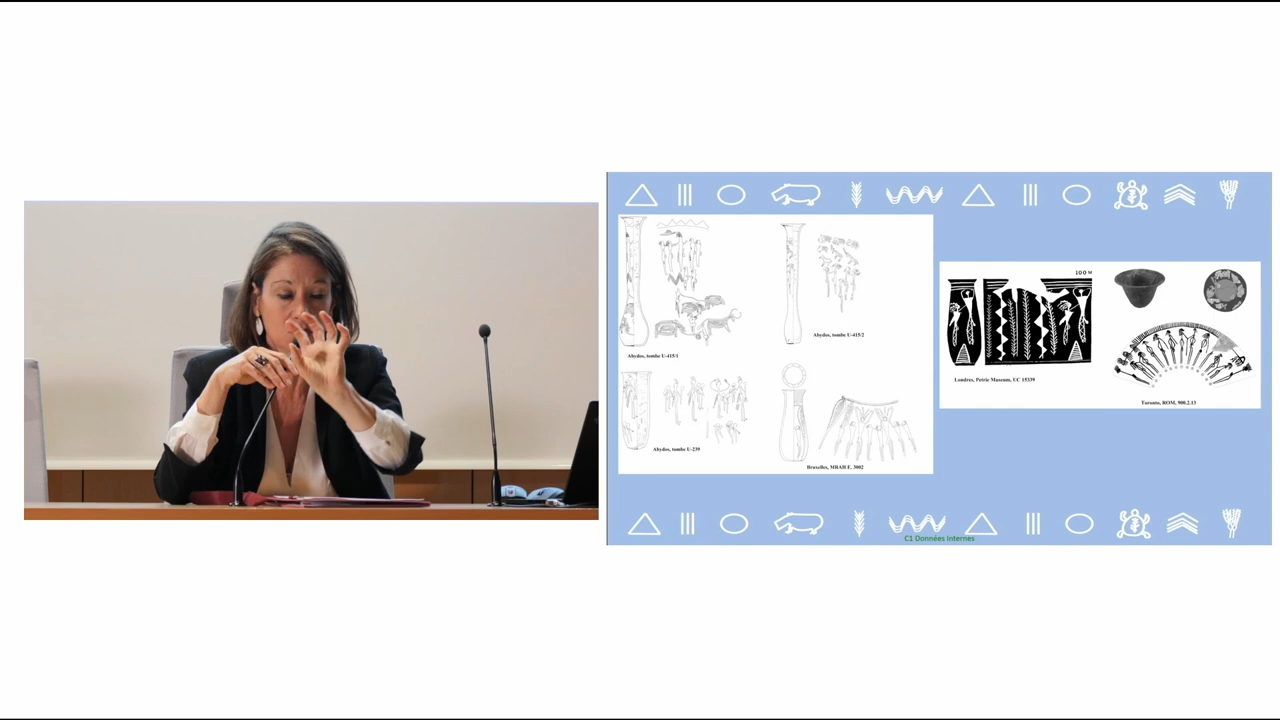 Abydos, tombe U-415/1
Abydos, tombe U-415/2
Abydos, tombe U-239
Bruxelles, MRAH E. 3002
100 M
Londres, Petrie Museum, UC 15339
Toronto, ROM, 900.2.13
C1 Données Internes